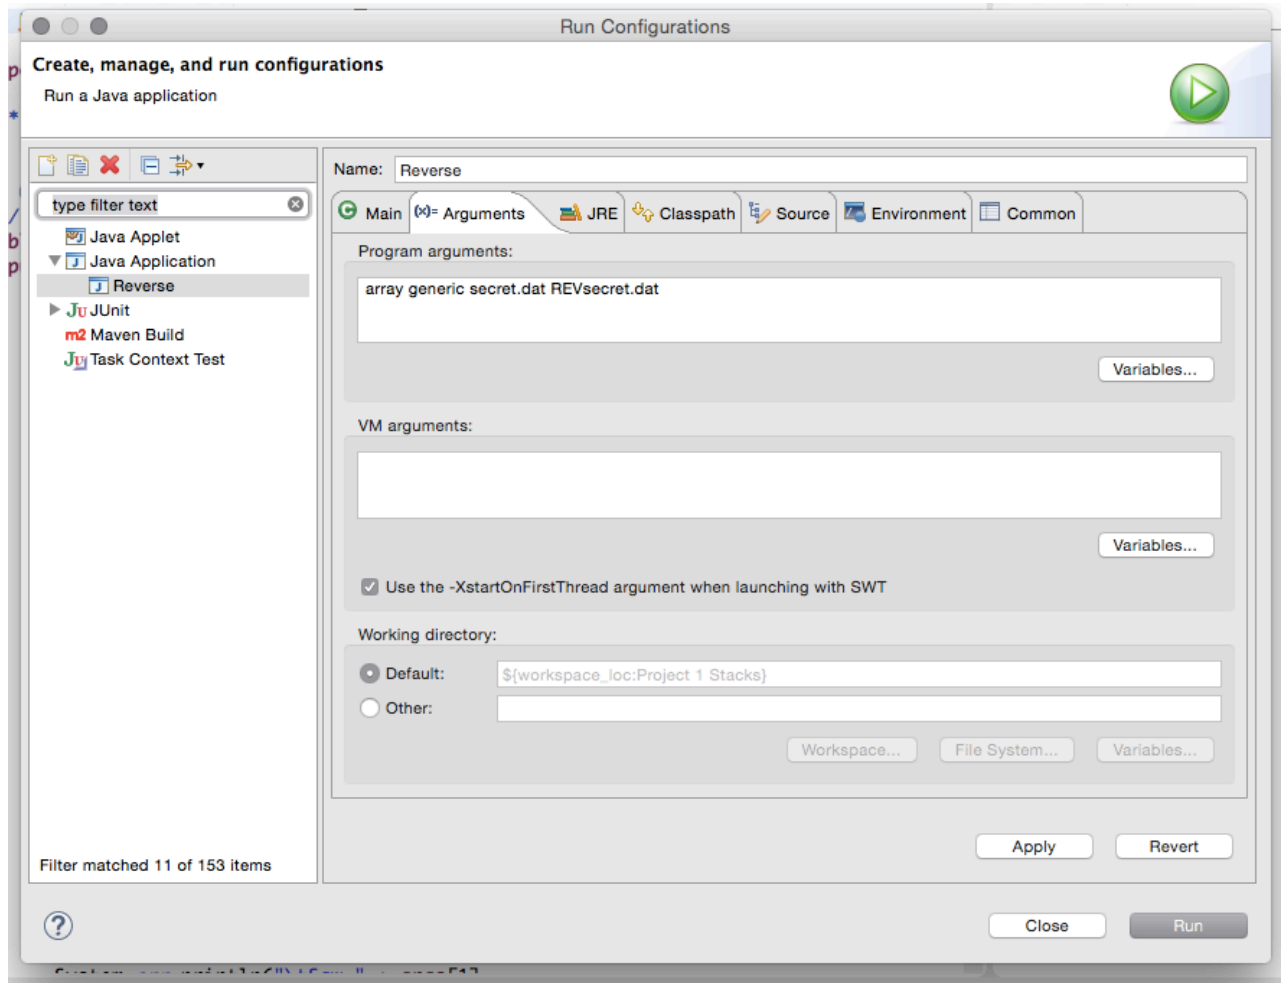 Run Configurations
Create, manage, and run configurations
Run a Java application
type filter text
Java Applet
Java Application
Reverse
JUnit
Maven Build
Task Context Test
Filter matched 11 of 153 items
Name: Reverse
Main (x)= Arguments JRE Classpath Source Environment Common
Program arguments:
array generic secret.dat REVsecret.dat
Variables...
VM arguments:
Variables...
Use the -XstartOnFirstThread argument when launching with SWT
Working directory:
Default: ${workspace_loc:Project 1 Stacks}
Other:
Workspace... File System... Variables...
Apply Revert
Close Run